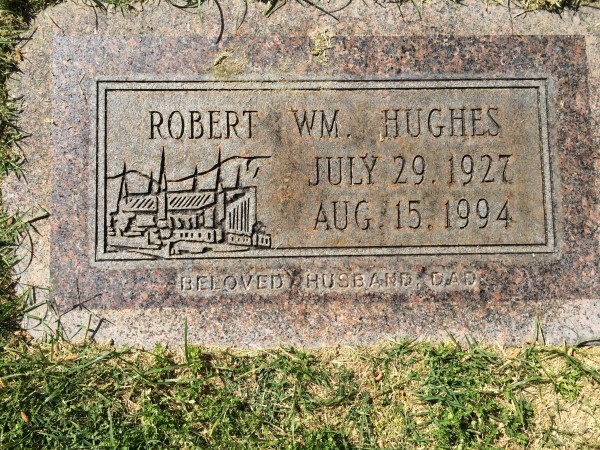 ROBERT WM. HUGHES
JULY 29, 1927
AUG. 15, 1994
BELOVED HUSBAND, DAD